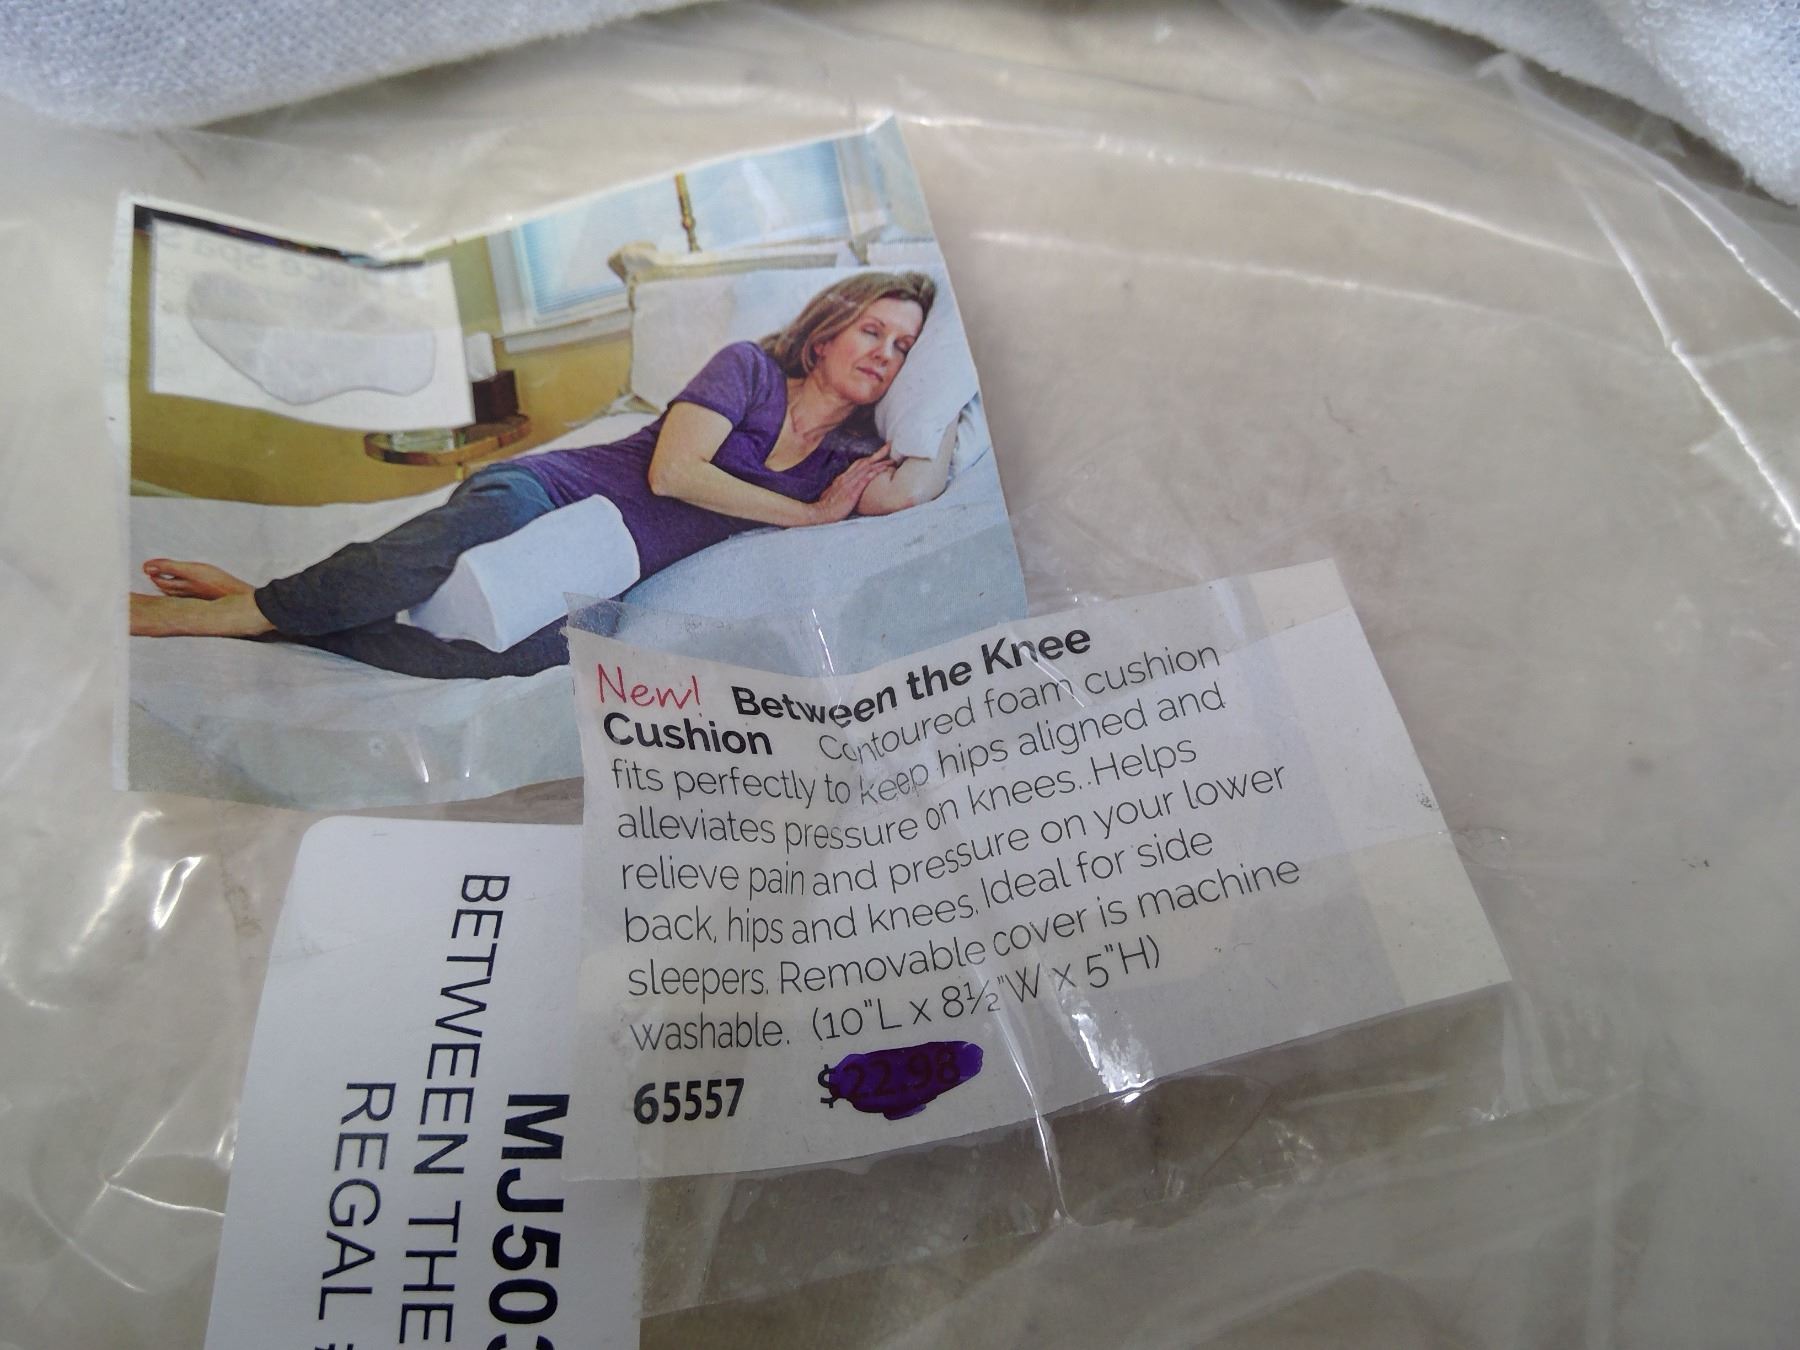 New! Between the Knee
Cushion Contoured foam cushion
fits perfectly to keep hips aligned and
alleviates pressure on knees. Helps
relieve pain and pressure on your lower
back, hips and knees. Ideal for side
sleepers. Removable cover is machine
washable. (10"L x 8½"W x 5"H)
65557 $22.98
MJ503
BETWEEN THE
REGAL #